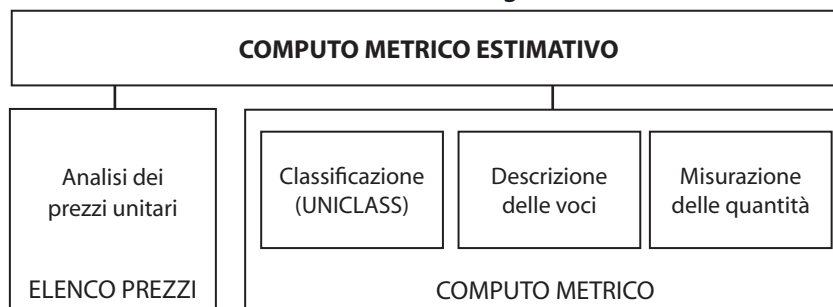 COMPUTO METRICO ESTIMATIVO
Analisi dei
prezzi unitari
ELENCO PREZZI
Classificazione
(UNICLASS)
Descrizione
delle voci
Misurazione
delle quantità
COMPUTO METRICO